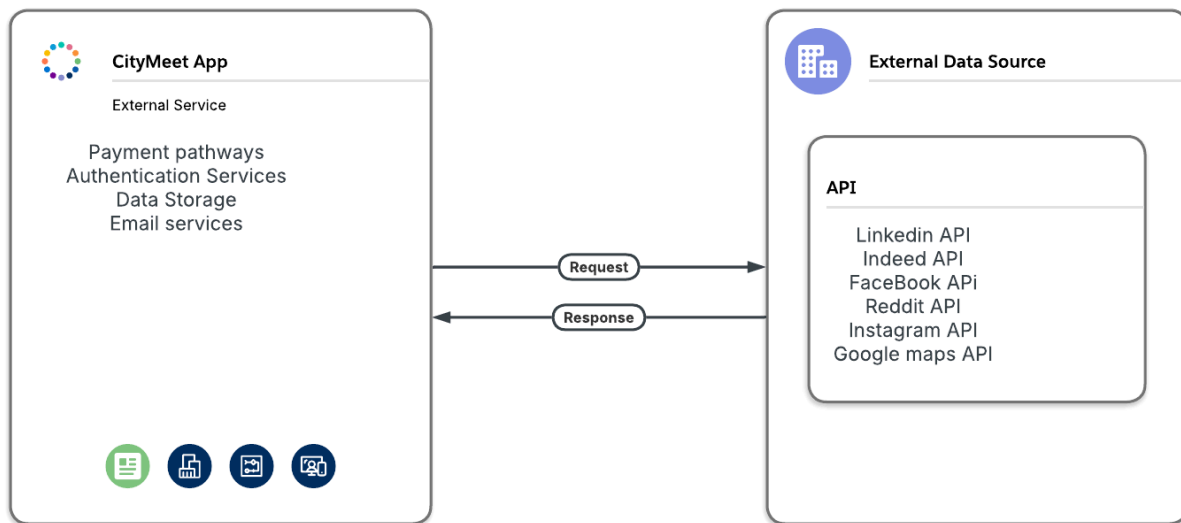 CityMeet App
External Service
Payment pathways
Authentication Services
Data Storage
Email services
Request
Response
External Data Source
API
Linkedin API
Indeed API
FaceBook APi
Reddit API
Instagram API
Google maps API